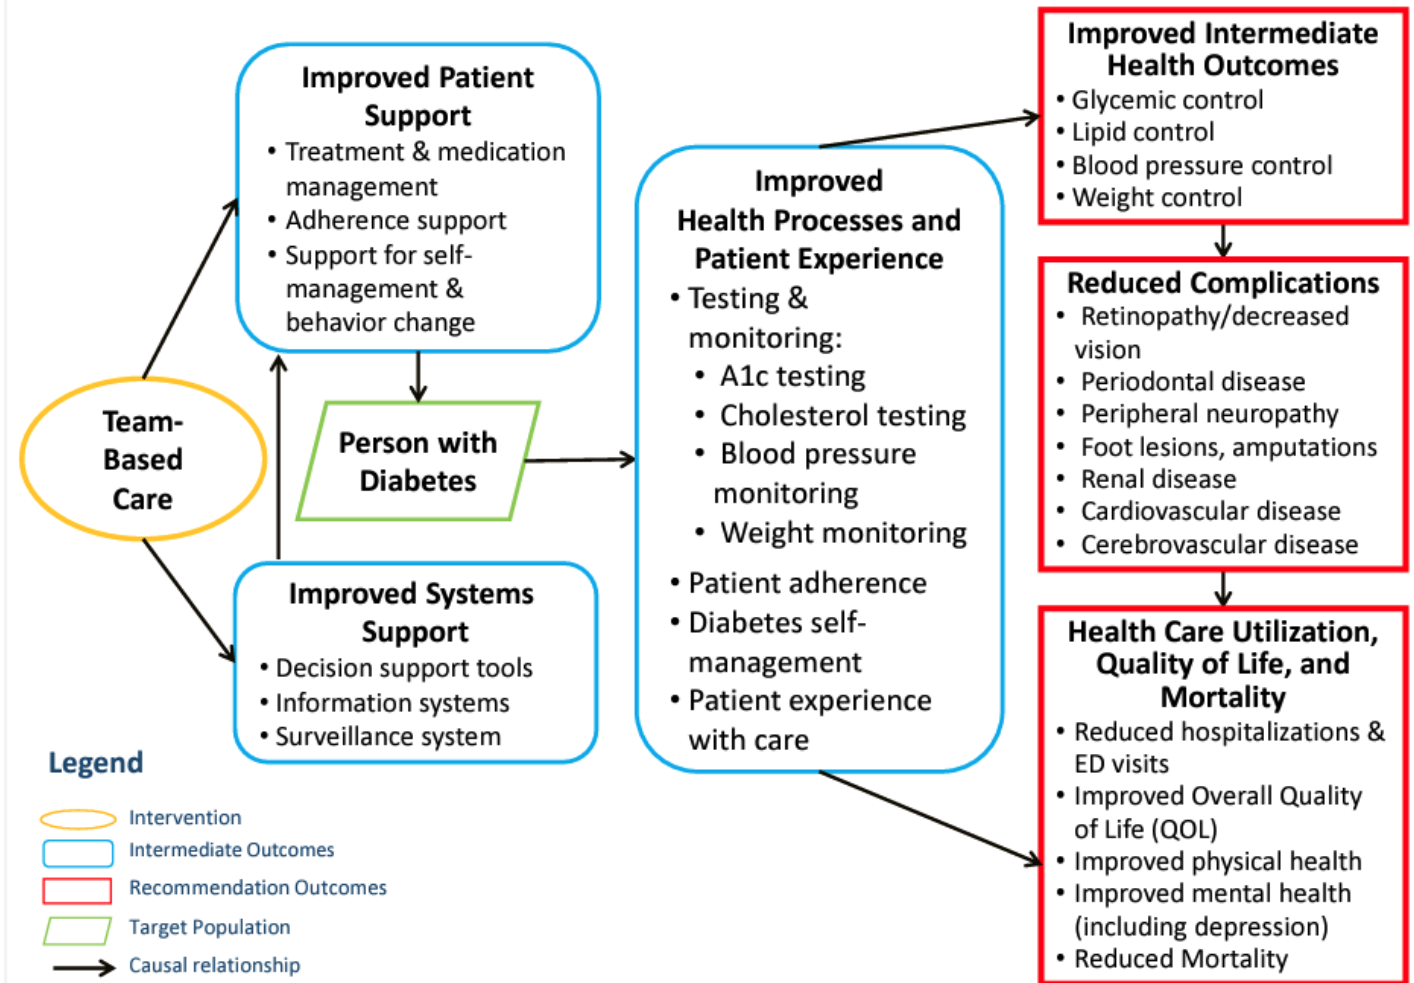 Improved Patient
Support
• Treatment & medication
management
• Adherence support
• Support for self-
management &
behavior change
Team-
Based
Care
Person with
Diabetes
Improved Systems
Support
• Decision support tools
• Information systems
• Surveillance system
Improved
Health Processes and
Patient Experience
• Testing &
monitoring:
• A1c testing
• Cholesterol testing
• Blood pressure
monitoring
• Weight monitoring
• Patient adherence
• Diabetes self-
management
• Patient experience
with care
Improved Intermediate
Health Outcomes
• Glycemic control
• Lipid control
• Blood pressure control
• Weight control
Reduced Complications
• Retinopathy/decreased
vision
• Periodontal disease
• Peripheral neuropathy
• Foot lesions, amputations
• Renal disease
• Cardiovascular disease
• Cerebrovascular disease
Health Care Utilization,
Quality of Life, and
Mortality
• Reduced hospitalizations &
ED visits
• Improved Overall Quality
of Life (QOL)
• Improved physical health
• Improved mental health
(including depression)
• Reduced Mortality
Legend
Intervention
Intermediate Outcomes
Recommendation Outcomes
Target Population
Causal relationship